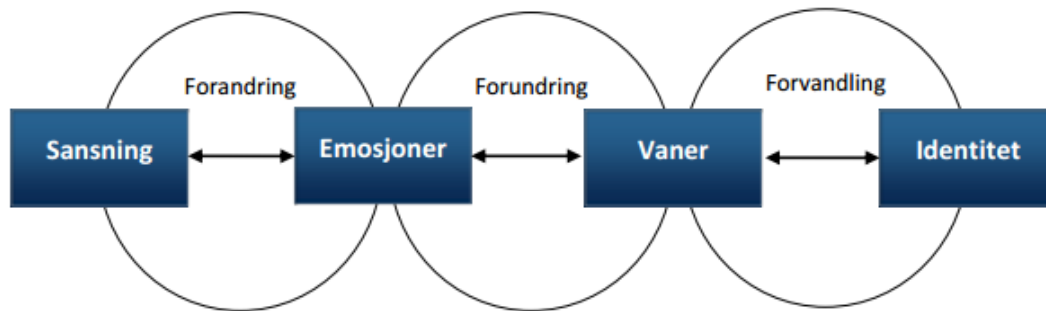 Forandring
Forundring
Forvandling
Sansning
Emosjoner
Vaner
Identitet